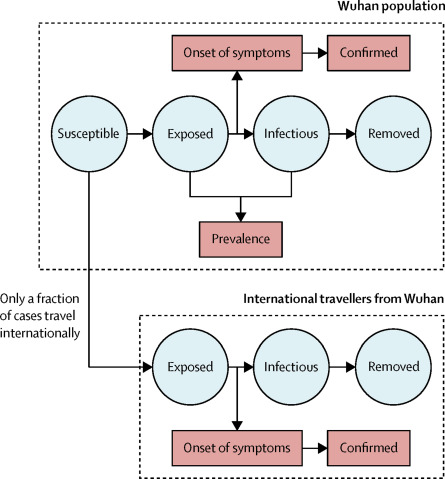 Wuhan population
Onset of symptoms
Confirmed
Susceptible
Exposed
Infectious
Removed
Prevalence
Only a fraction
of cases travel
internationally
International travellers from Wuhan
Exposed
Infectious
Removed
Onset of symptoms
Confirmed